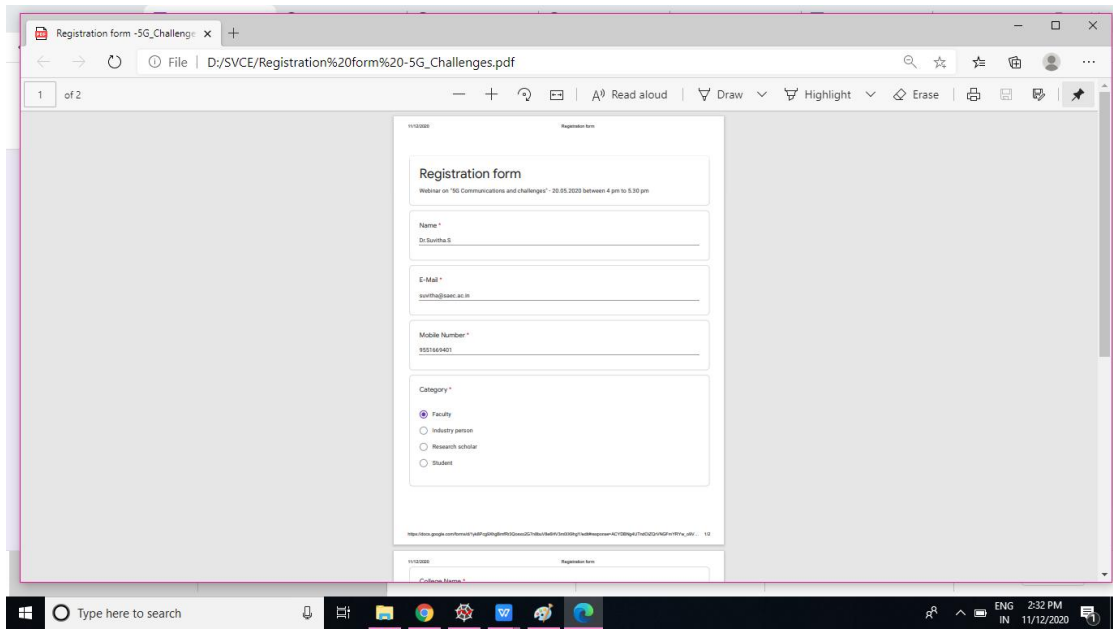 Registration form -5G_Challenge
File | D:/SVCE/Registration%20form%20-5G_Challenges.pdf
1 of 2
Read aloud
Draw
Highlight
Erase
11/12/2020 Registration form
Registration form
Webinar on "5G Communications and challenges" - 20.05.2020 between 4 pm to 5.30 pm
Name *
Dr.Suvitha.S
E-Mail *
suvitha@saec.ac.in
Mobile Number *
9551669401
Category *
Faculty
Industry person
Research scholar
Student
1/2
11/12/2020 Registration form
College Name *
Type here to search
ENG 2:32 PM
IN 11/12/2020